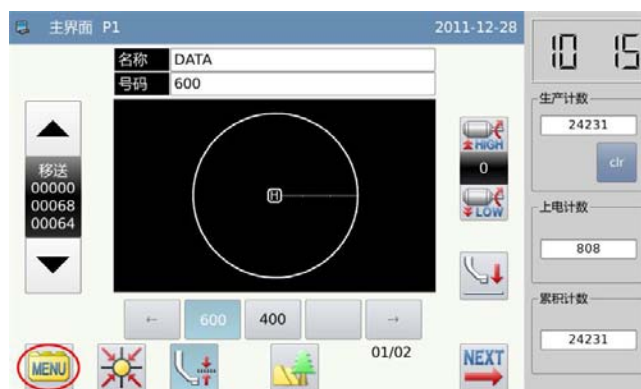 主界面 P1
2011-12-28
10 15
名称 DATA
号码 600
移送
00000
00068
00064
H
HIGH
0
LOW
← 600 400 →
01/02
MENU
NEXT
生产计数
24231
clr
上电计数
808
累积计数
24231